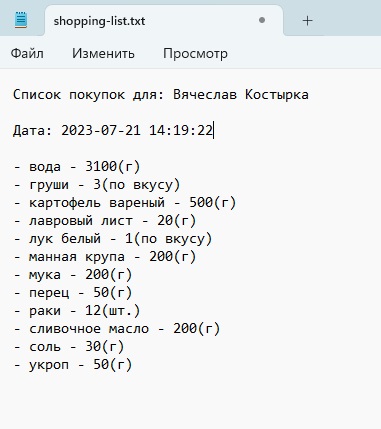 shopping-list.txt
Файл Изменить Просмотр
Список покупок для: Вячеслав Костырка
Дата: 2023-07-21 14:19:22
- вода - 3100(г)
- груши - 3(по вкусу)
- картофель вареный - 500(г)
- лавровый лист - 20(г)
- лук белый - 1(по вкусу)
- манная крупа - 200(г)
- мука - 200(г)
- перец - 50(г)
- раки - 12(шт.)
- сливочное масло - 200(г)
- соль - 30(г)
- укроп - 50(г)